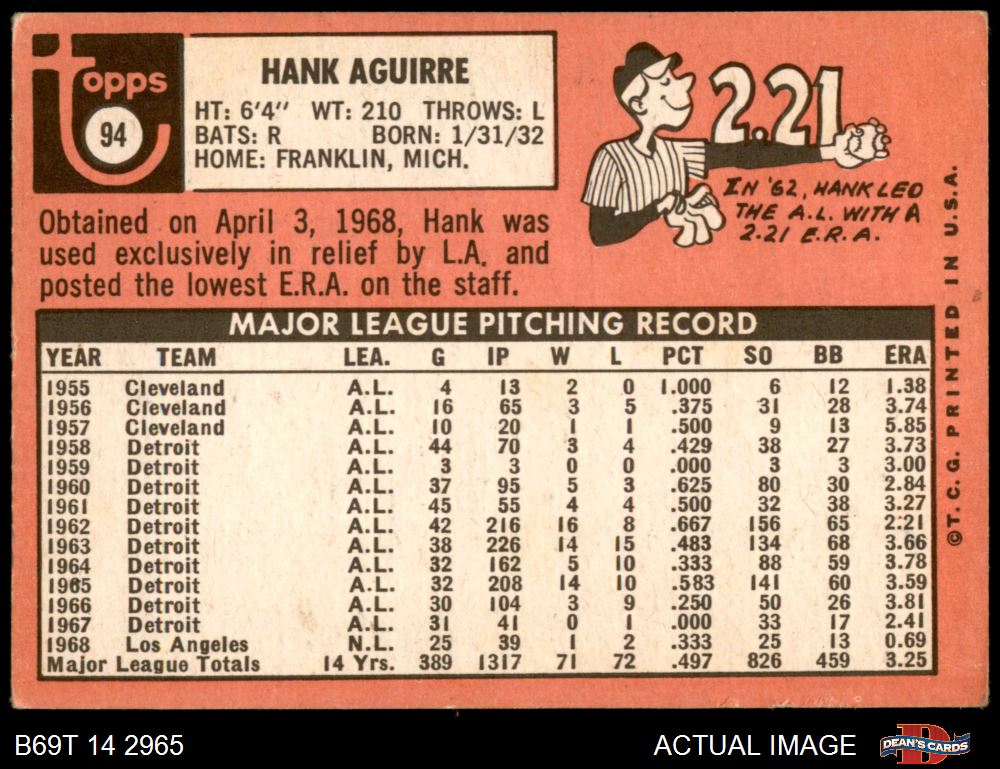 topps
94
HANK AGUIRRE
HT: 6'4" WT: 210 THROWS: L
BATS: R BORN: 1/31/32
HOME: FRANKLIN, MICH.
2.21
IN '62, HANK LED
THE A.L. WITH A
2.21 E.R.A.
Obtained on April 3, 1968, Hank was
used exclusively in relief by L.A. and
posted the lowest E.R.A. on the staff.
MAJOR LEAGUE PITCHING RECORD
YEAR TEAM LEA. G IP W L PCT SO BB ERA
1955 Cleveland A.L. 4 13 2 0 1.000 6 12 1.38
1956 Cleveland A.L. 16 65 3 5 .375 31 28 3.74
1957 Cleveland A.L. 10 20 1 1 .500 9 13 5.85
1958 Detroit A.L. 44 70 3 4 .429 38 27 3.73
1959 Detroit A.L. 3 3 0 0 .000 3 3 3.00
1960 Detroit A.L. 37 95 5 3 .625 80 30 2.84
1961 Detroit A.L. 45 55 4 4 .500 32 38 3.27
1962 Detroit A.L. 42 216 16 8 .667 156 65 2.21
1963 Detroit A.L. 38 226 14 15 .483 134 68 3.66
1964 Detroit A.L. 32 162 5 10 .333 88 59 3.78
1965 Detroit A.L. 32 208 14 10 .583 141 60 3.59
1966 Detroit A.L. 30 104 3 9 .250 50 26 3.81
1967 Detroit A.L. 31 41 0 1 .000 33 17 2.41
1968 Los Angeles N.L. 25 39 1 2 .333 25 13 0.69
Major League Totals 14 Yrs. 389 1317 71 72 .497 826 459 3.25
©T. C. G. PRINTED IN U.S.A.
B69T 14 2965
ACTUAL IMAGE
D
DEAN'S CARDS